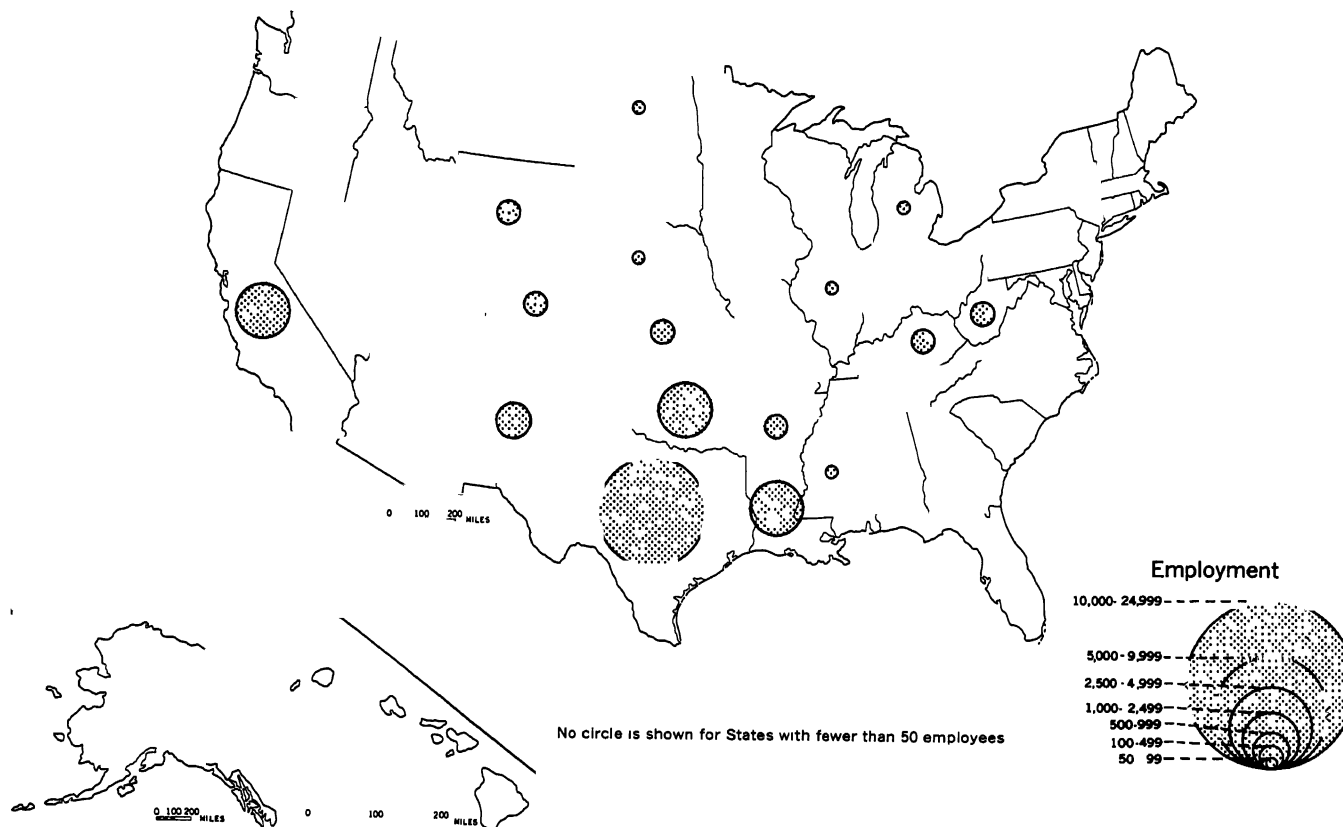 0 100 200 MILES
Employment
10,000- 24,999
5,000 - 9,999
2,500 - 4,999
1,000 - 2,499
500-999
100-499
50 99
No circle is shown for States with fewer than 50 employees
0 100 200 MILES
0 100 200 MILES